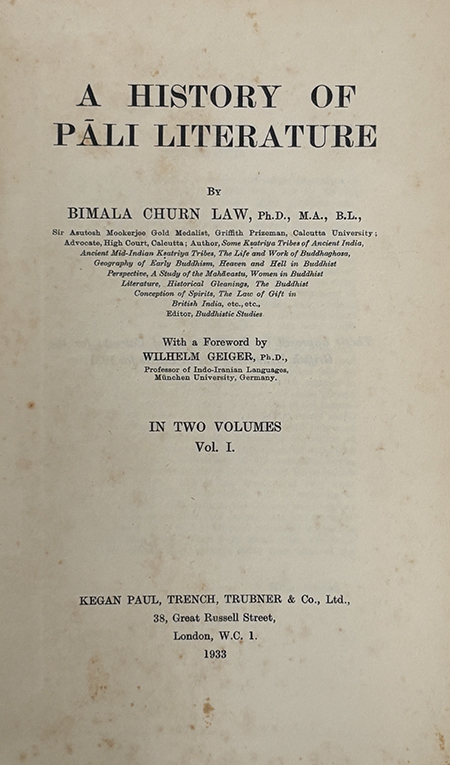 A HISTORY OF
PĀLI LITERATURE
By
BIMALA CHURN LAW, Ph.D., M.A., B.L.,
Sir Asutosh Mookerjee Gold Medalist, Griffith Prizeman, Calcutta University;
Advocate, High Court, Calcutta; Author, Some Kṣatriya Tribes of Ancient India,
Ancient Mid-Indian Kṣatriya Tribes, The Life and Work of Buddhaghosa,
Geography of Early Buddhism, Heaven and Hell in Buddhist
Perspective, A Study of the Mahāvastu, Women in Buddhist
Literature, Historical Gleanings, The Buddhist
Conception of Spirits, The Law of Gift in
British India, etc., etc.,
Editor, Buddhistic Studies
With a Foreword by
WILHELM GEIGER, Ph.D.,
Professor of Indo-Iranian Languages,
München University, Germany.
IN TWO VOLUMES
Vol. I.
KEGAN PAUL, TRENCH, TRUBNER & Co., Ltd.,
38, Great Russell Street,
London, W.C. 1.
1933